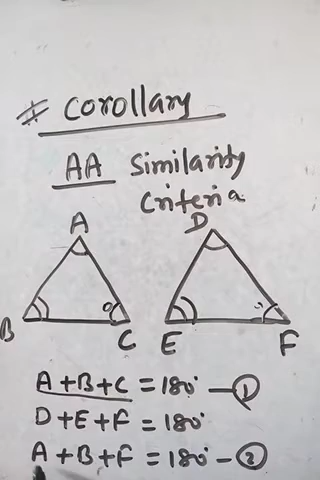 # Corollary
AA Similarity
Criteria
A D
B C E F
A+B+C = 180° — ①
D+E+F = 180°
A+B+F = 180° — ②